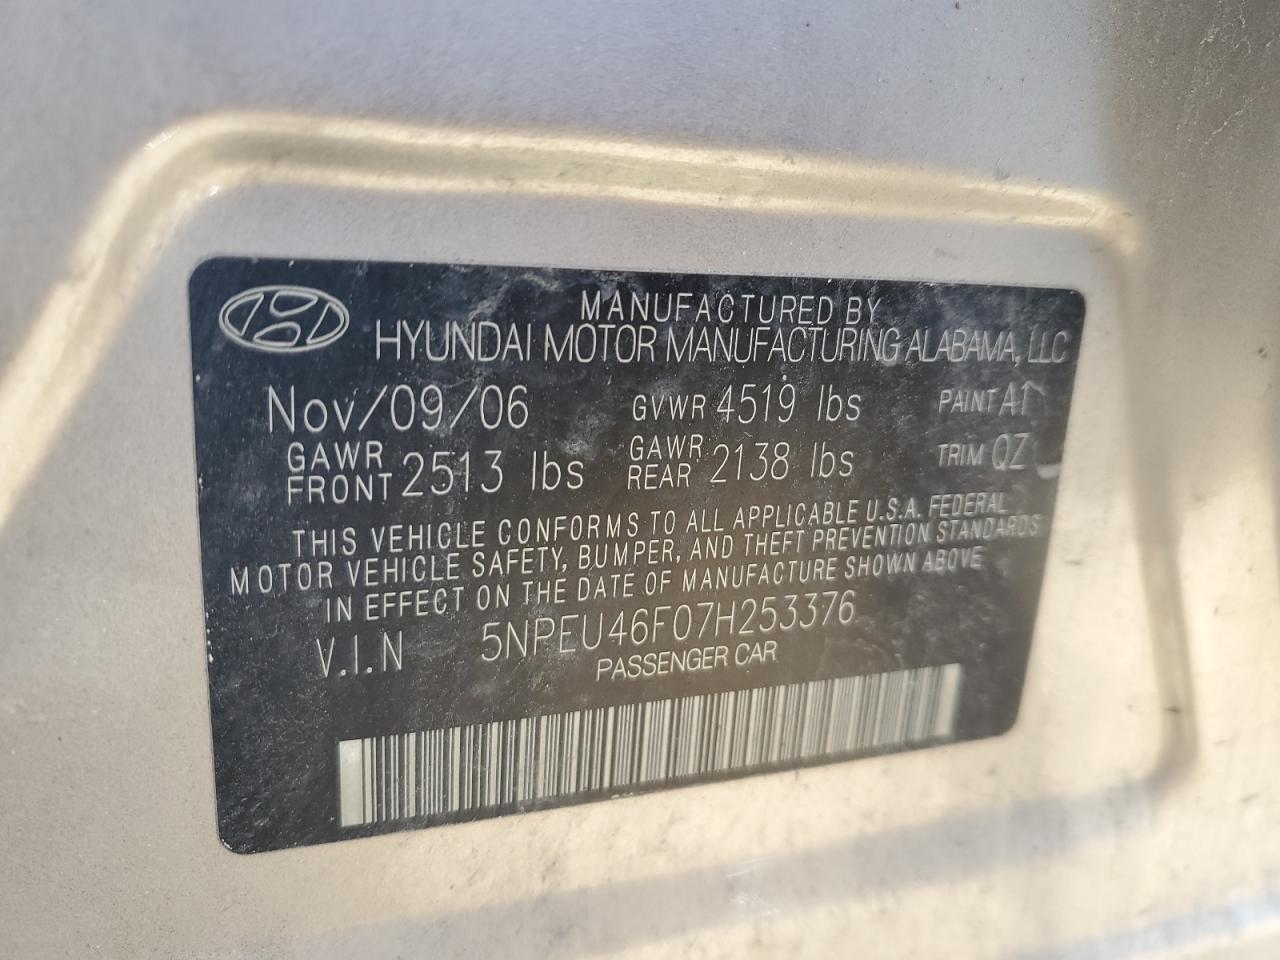 MANUFACTURED BY
HYUNDAI MOTOR MANUFACTURING ALABAMA, LLC
Nov/09/06 GVWR 4519 lbs PAINT A1
GAWR FRONT 2513 lbs GAWR REAR 2138 lbs TRIM QZ
THIS VEHICLE CONFORMS TO ALL APPLICABLE U.S.A. FEDERAL
MOTOR VEHICLE SAFETY, BUMPER, AND THEFT PREVENTION STANDARDS
IN EFFECT ON THE DATE OF MANUFACTURE SHOWN ABOVE
V.I.N 5NPEU46F07H253376
PASSENGER CAR